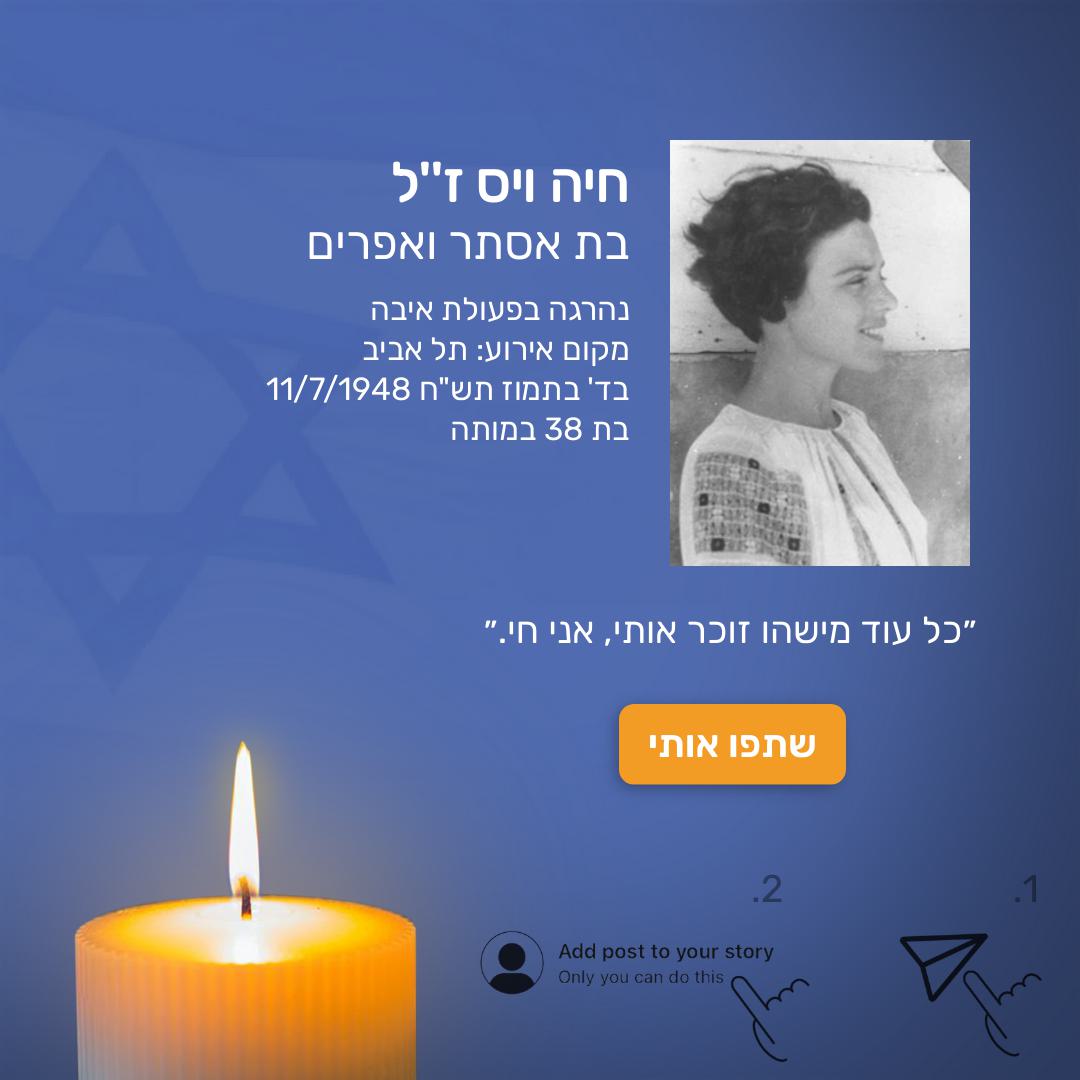 חיה ויס ז"ל
בת אסתר ואפרים
נהרגה בפעולת איבה
מקום אירוע: תל אביב
בד' בתמוז תש"ח 11/7/1948
בת 38 במותה
״כל עוד מישהו זוכר אותי, אני חי.״
שתפו אותי
.1
.2
Add post to your story
Only you can do this